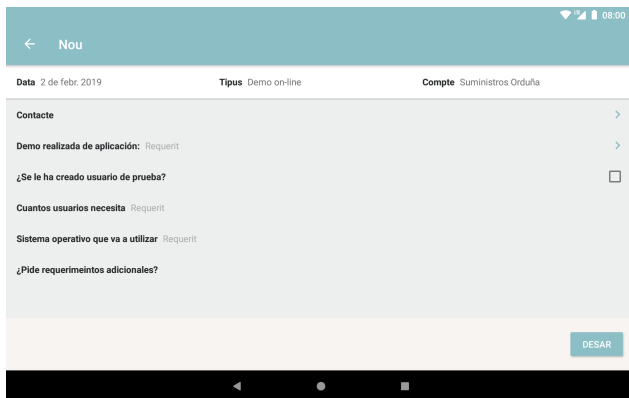 LTE 08:00
Nou
Data 2 de febr. 2019 Tipus Demo on-line Compte Suministros Orduña
Contacte
Demo realizada de aplicación: Requerit
¿Se le ha creado usuario de prueba?
Cuantos usuarios necesita Requerit
Sistema operativo que va a utilizar Requerit
¿Pide requerimeintos adicionales?
DESAR